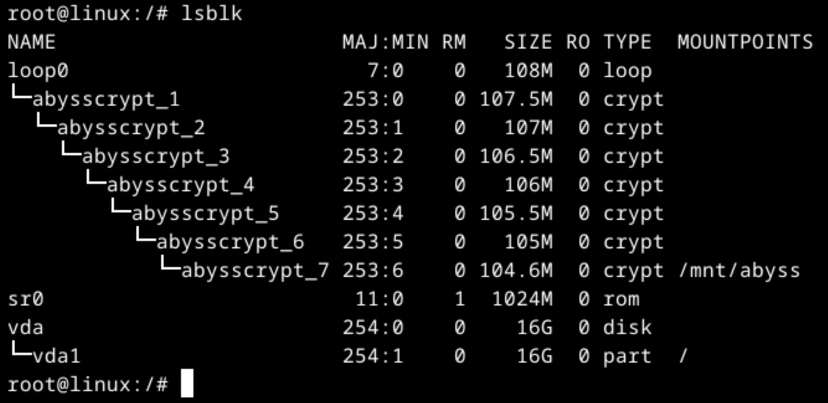 root@linux:/# lsblk
NAME                       MAJ:MIN RM   SIZE RO TYPE  MOUNTPOINTS
loop0                        7:0    0   108M  0 loop
└─abysscrypt_1             253:0    0 107.5M  0 crypt
  └─abysscrypt_2           253:1    0   107M  0 crypt
    └─abysscrypt_3         253:2    0 106.5M  0 crypt
      └─abysscrypt_4       253:3    0   106M  0 crypt
        └─abysscrypt_5     253:4    0 105.5M  0 crypt
          └─abysscrypt_6   253:5    0   105M  0 crypt
            └─abysscrypt_7 253:6    0 104.6M  0 crypt /mnt/abyss
sr0                         11:0    1  1024M  0 rom
vda                        254:0    0    16G  0 disk
└─vda1                     254:1    0    16G  0 part  /
root@linux:/#